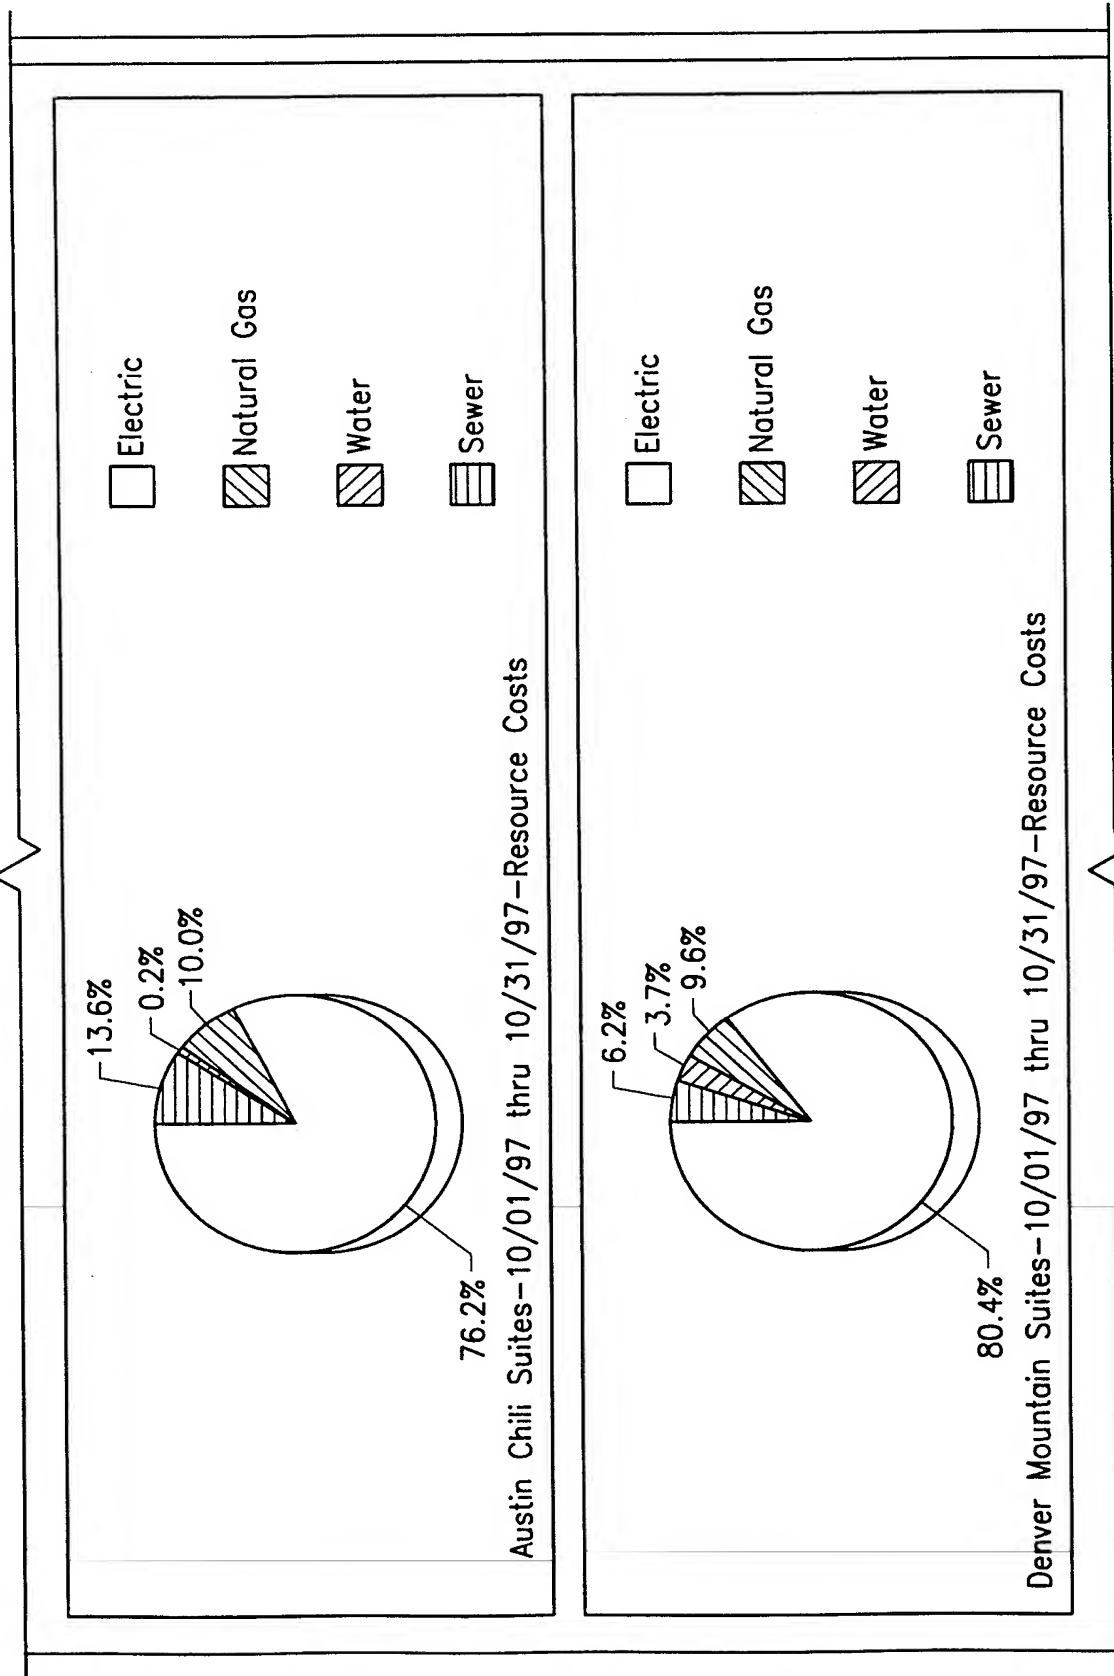 13.6%
0.2%
10.0%
76.2%
Electric
Natural Gas
Water
Sewer
Austin Chili Suites-10/01/97 thru 10/31/97-Resource Costs
6.2%
3.7%
9.6%
80.4%
Electric
Natural Gas
Water
Sewer
Denver Mountain Suites-10/01/97 thru 10/31/97-Resource Costs